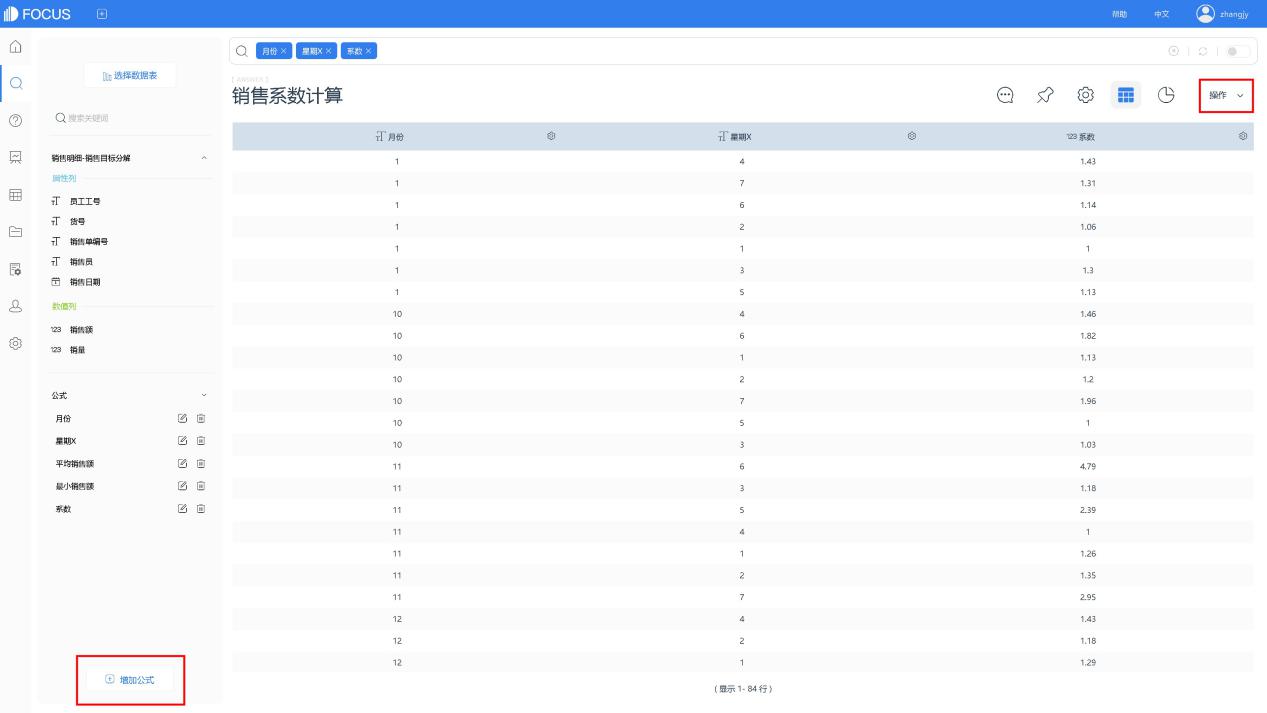 FOCUS
帮助 中文 zhangjy
选择数据表
搜索关键词
销售明细-销售目标分解
属性列
员工工号
货号
销售单编号
销售员
销售日期
数值列
123 销售额
123 销量
公式
月份
星期X
平均销售额
最小销售额
系数
增加公式
月份 × 星期X × 系数 ×
[ ANSWER ]
销售系数计算
操作
月份 星期X 123 系数
1 4 1.43
1 7 1.31
1 6 1.14
1 2 1.06
1 1 1
1 3 1.3
1 5 1.13
10 4 1.46
10 6 1.82
10 1 1.13
10 2 1.2
10 7 1.96
10 5 1
10 3 1.03
11 6 4.79
11 3 1.18
11 5 2.39
11 4 1
11 1 1.26
11 2 1.35
11 7 2.95
12 4 1.43
12 2 1.18
12 1 1.29
( 显示 1- 84 行 )